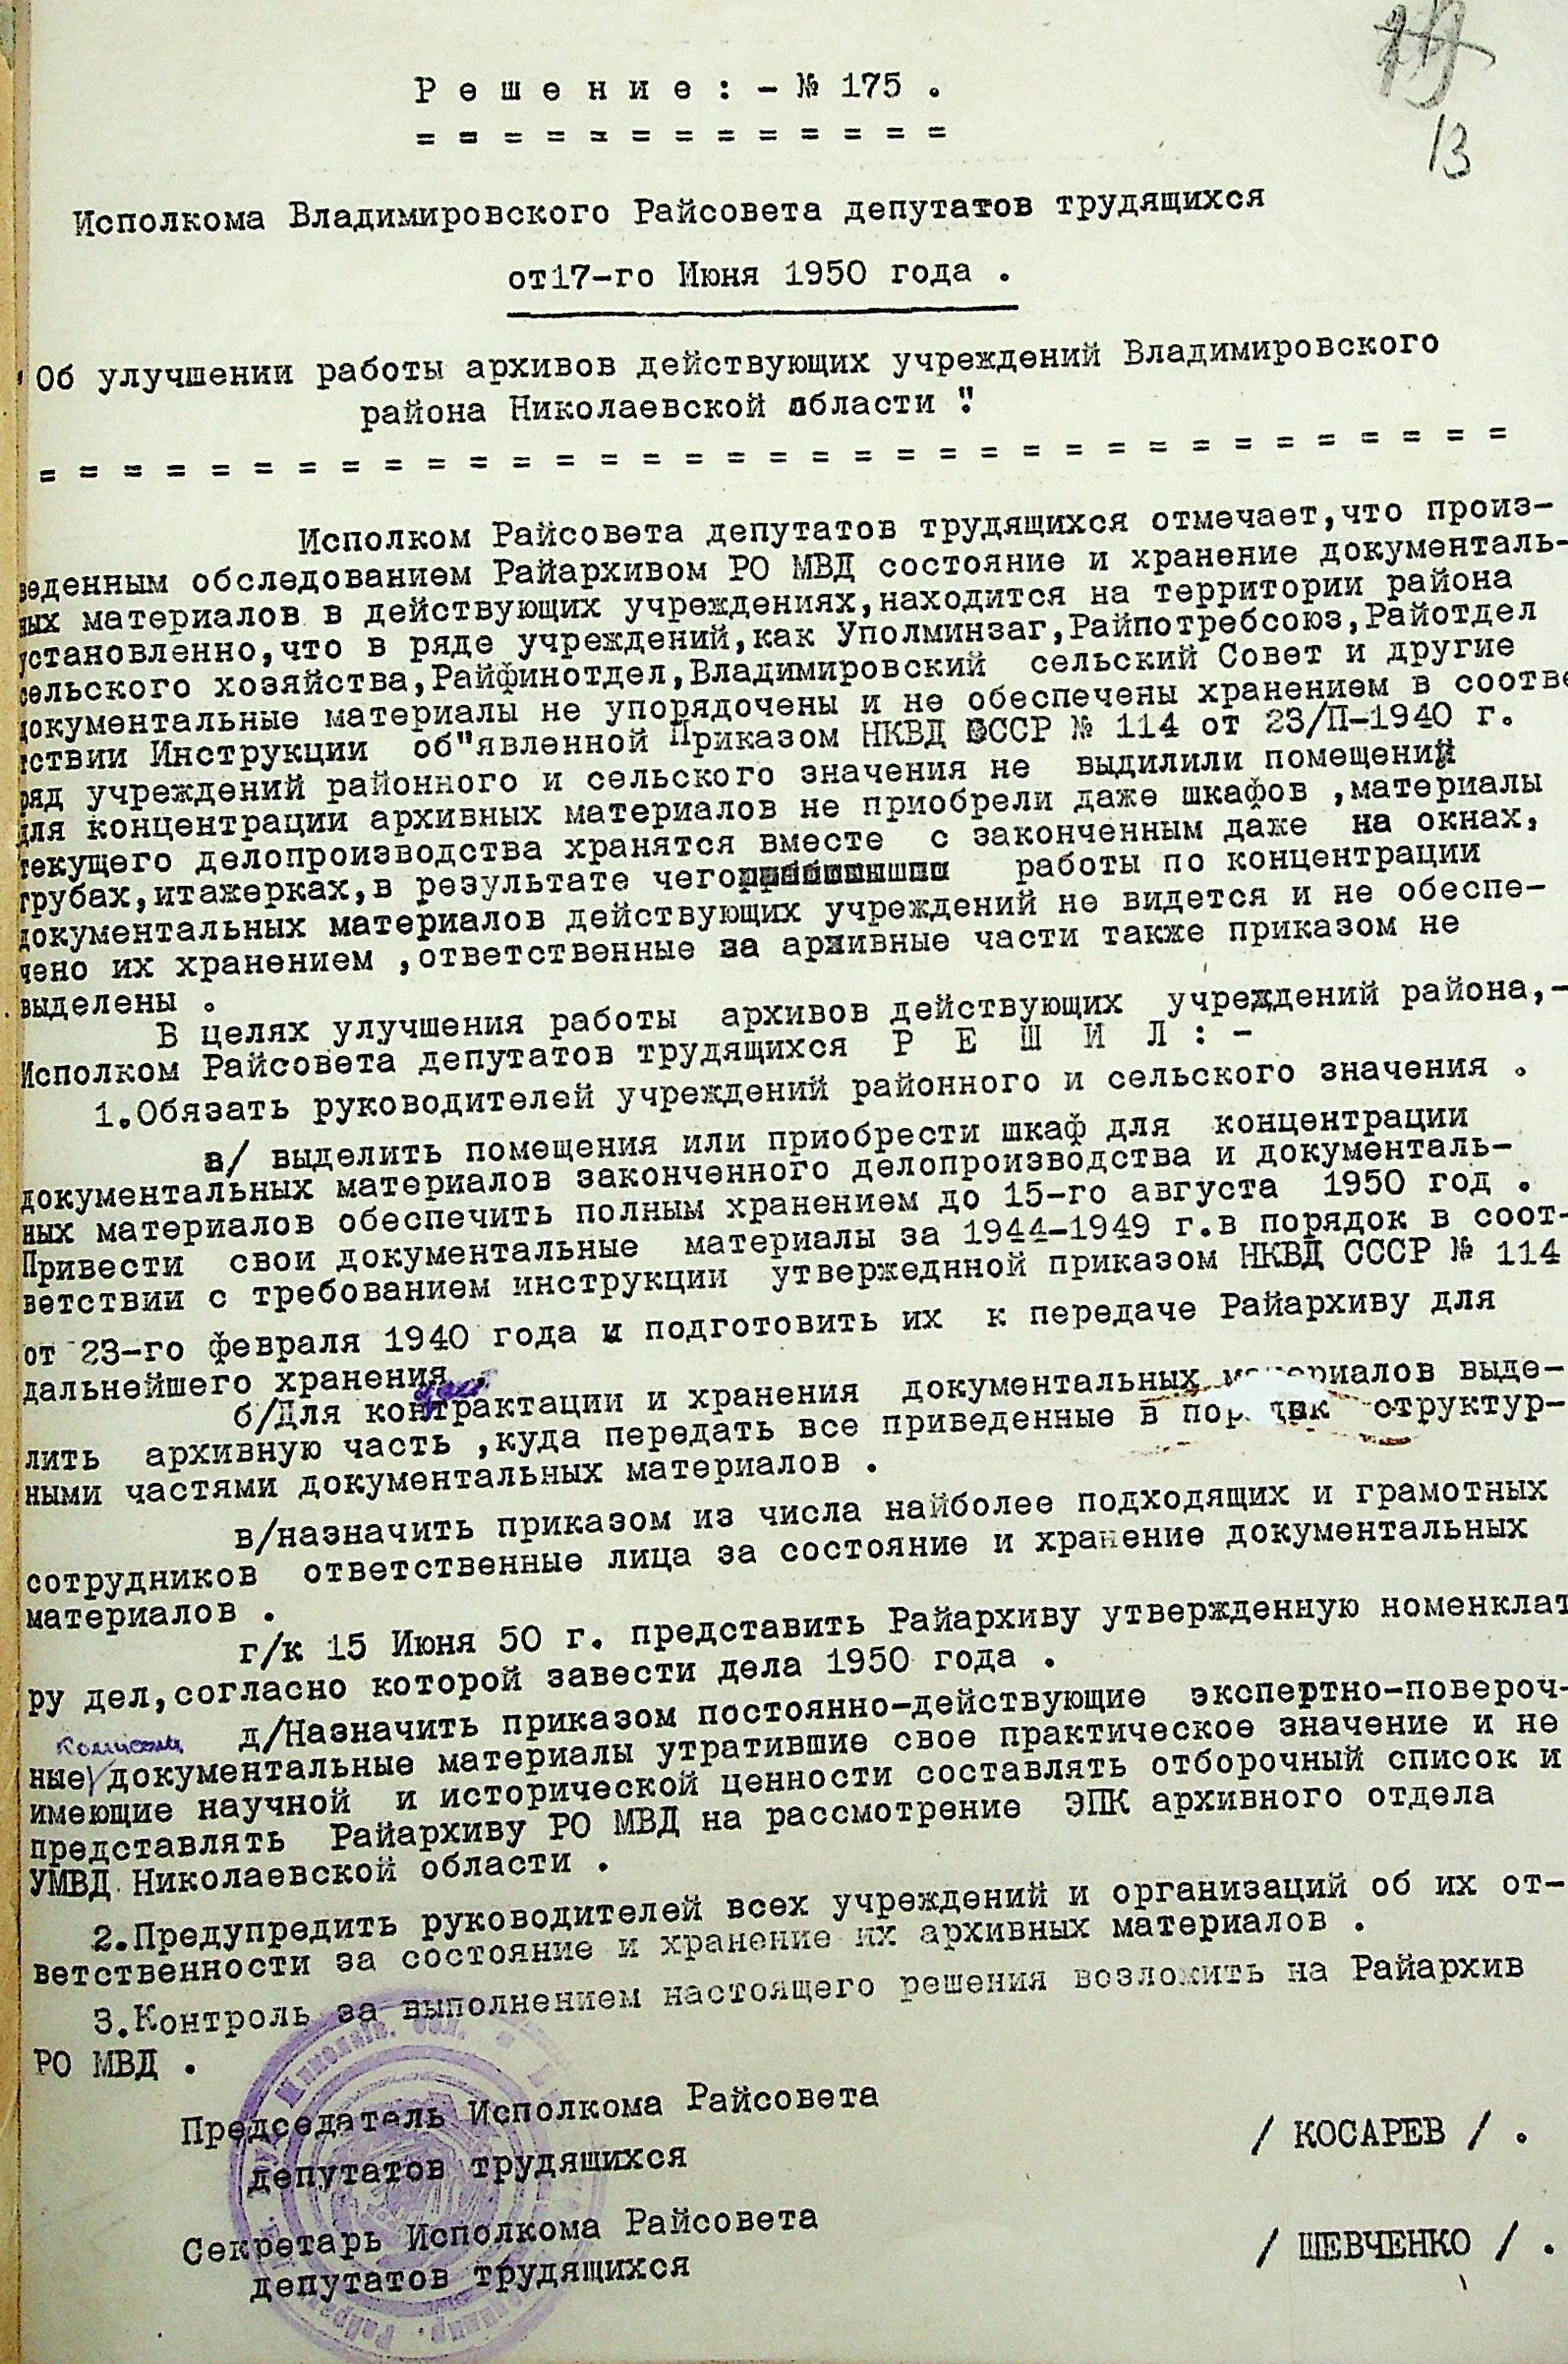 13
Р е ш е н и е : - № 175 .
= = = = = = = = = = = = =
Исполкома Владимировского Райсовета депутатов трудящихся
от17-го Июня 1950 года .
"Об улучшении работы архивов действующих учреждений Владимировского
района Николаевской области ".
= = = = = = = = = = = = = = = = = = = = = = = = = = = = = = = = = = =
Исполком Райсовета депутатов трудящихся отмечает,что произ-
веденным обследованием Райархивом РО МВД состояние и хранение документаль-
ных материалов в действующих учреждениях,находится на территории района
установленно,что в ряде учреждений,как Уполминзаг,Райпотребсоюз,Райотдел
сельского хозяйства,Райфинотдел,Владимировский сельский Совет и другие
документальные материалы не упорядочены и не обеспечены хранением в соотве
тствии Инструкции об"явленной Приказом НКВД СССР № 114 от 23/П-1940 г.
ряд учреждений районного и сельского значения не выдилили помещений
для концентрации архивных материалов не приобрели даже шкафов ,материалы
текущего делопроизводства хранятся вместе с законченным даже на окнах,
трубах,итажерках,в результате чего работы по концентрации
документальных материалов действующих учреждений не видется и не обеспе-
чено их хранением ,ответственные за архивные части также приказом не
выделены .
В целях улучшения работы архивов действующих учреждений района,-
Исполком Райсовета депутатов трудящихся Р Е Ш И Л : -
1.Обязать руководителей учреждений районного и сельского значения .
а/ выделить помещения или приобрести шкаф для концентрации
документальных материалов законченного делопроизводства и документаль-
ных материалов обеспечить полным хранением до 15-го августа 1950 год .
Привести свои документальные материалы за 1944-1949 г.в порядок в соот-
ветствии с требованием инструкции утвержеднной приказом НКВД СССР № 114
от 23-го февраля 1940 года и подготовить их к передаче Райархиву для
дальнейшего хранения .
б/Для контрактации и хранения документальных материалов выде-
лить архивную часть ,куда передать все приведенные в порядок структур-
ными частями документальных материалов .
в/назначить приказом из числа найболее подходящих и грамотных
сотрудников ответственные лица за состояние и хранение документальных
материалов .
г/к 15 Июня 50 г. представить Райархиву утвержденную номенклат
ру дел,согласно которой завести дела 1950 года .
д/Назначить приказом постоянно-действующие экспертно-повероч-
комиссии
ные документальные материалы утратившие свое практическое значение и не
имеющие научной и исторической ценности составлять отборочный список и
представлять Райархиву РО МВД на рассмотрение ЭПК архивного отдела
УМВД Николаевской области .
2.Предупредить руководителей всех учреждений и организаций об их от-
ветственности за состояние и хранение их архивных материалов .
3.Контроль за выполнением настоящего решения возложить на Райархив
РО МВД .
Председатель Исполкома Райсовета
депутатов трудящихся / КОСАРЕВ / .
Секретарь Исполкома Райсовета
депутатов трудящихся / ШЕВЧЕНКО / .